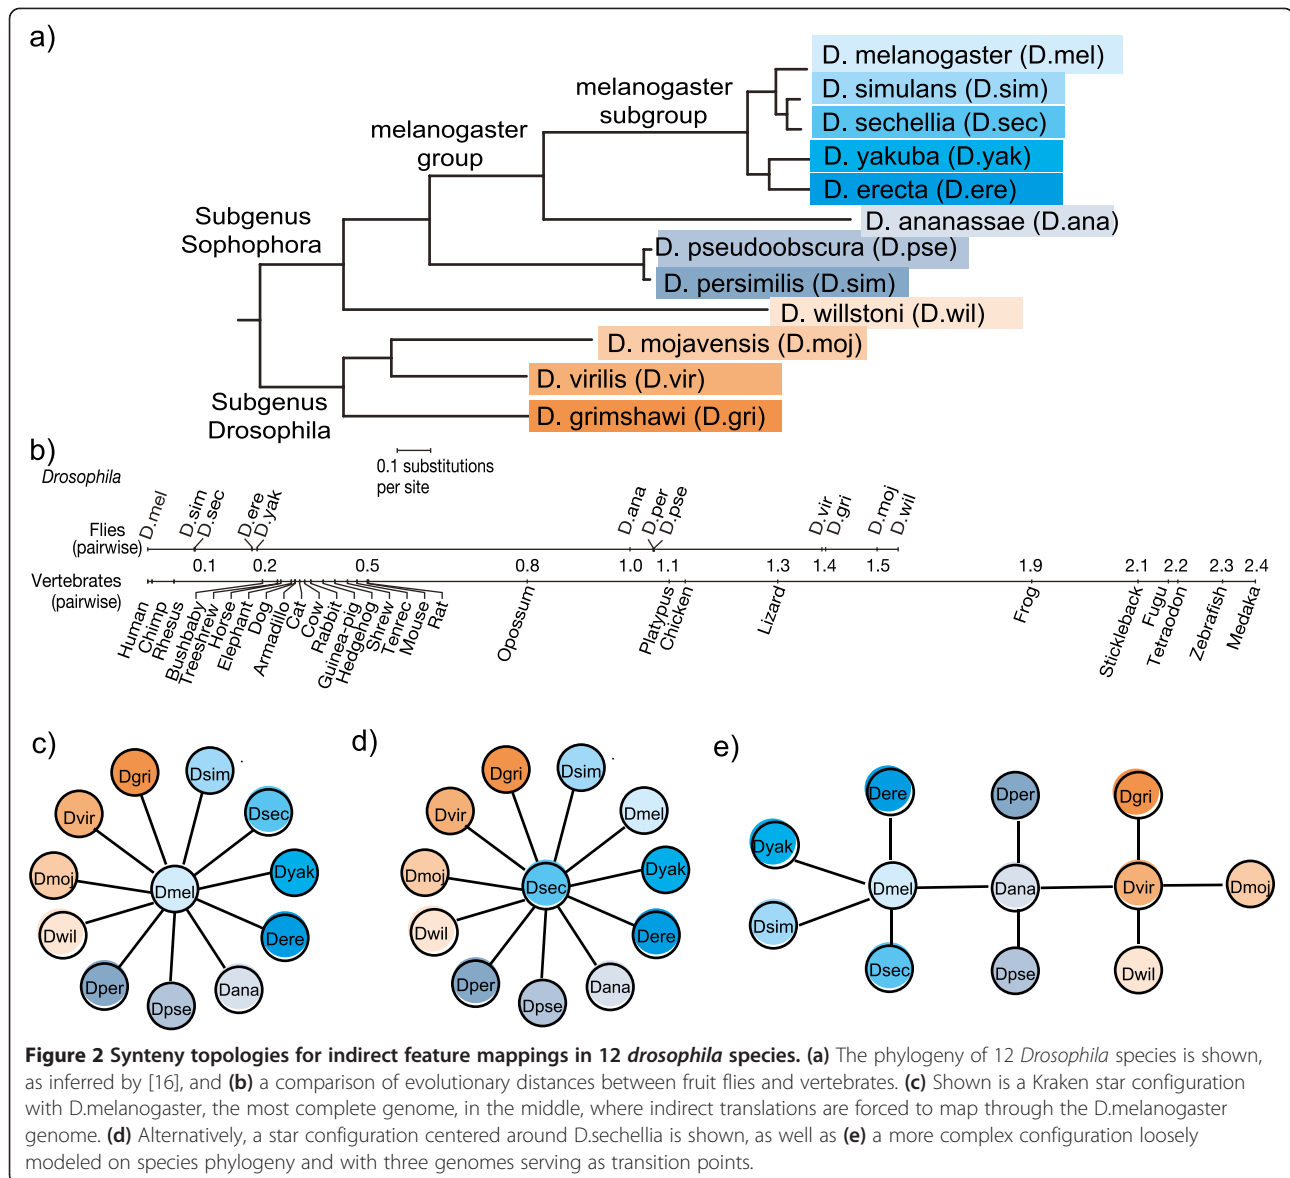 a)
D. melanogaster (D.mel)
D. simulans (D.sim)
D. sechellia (D.sec)
D. yakuba (D.yak)
D. erecta (D.ere)
D. ananassae (D.ana)
D. pseudoobscura (D.pse)
D. persimilis (D.sim)
D. willstoni (D.wil)
D. mojavensis (D.moj)
D. virilis (D.vir)
D. grimshawi (D.gri)
melanogaster
subgroup
melanogaster
group
Subgenus
Sophophora
Subgenus
Drosophila
0.1 substitutions
per site
b)
Drosophila
Flies
(pairwise)
D.mel
D.sim
D.sec
D.ere
D.yak
D.ana
D.per
D.pse
D.vir
D.gri
D.moj
D.wil
0.1 0.2 0.5 0.8 1.0 1.1 1.3 1.4 1.5 1.9 2.1 2.2 2.3 2.4
Vertebrates
(pairwise)
Human
Chimp
Rhesus
Bushbaby
Treeshrew
Horse
Elephant
Dog
Armadillo
Cat
Cow
Rabbit
Guinea-pig
Hedgehog
Shrew
Tenrec
Mouse
Rat
Opossum
Platypus
Chicken
Lizard
Frog
Stickleback
Fugu
Tetraodon
Zebrafish
Medaka
c)
Dgri
Dsim
Dvir
Dsec
Dmoj
Dmel
Dyak
Dwil
Dere
Dper
Dpse
Dana
d)
Dgri
Dsim
Dvir
Dmel
Dmoj
Dsec
Dyak
Dwil
Dere
Dper
Dpse
Dana
e)
Dere
Dper
Dgri
Dyak
Dmel
Dana
Dvir
Dmoj
Dsim
Dsec
Dpse
Dwil
Figure 2 Synteny topologies for indirect feature mappings in 12 drosophila species. (a) The phylogeny of 12 Drosophila species is shown,
as inferred by [16], and (b) a comparison of evolutionary distances between fruit flies and vertebrates. (c) Shown is a Kraken star configuration
with D.melanogaster, the most complete genome, in the middle, where indirect translations are forced to map through the D.melanogaster
genome. (d) Alternatively, a star configuration centered around D.sechellia is shown, as well as (e) a more complex configuration loosely
modeled on species phylogeny and with three genomes serving as transition points.